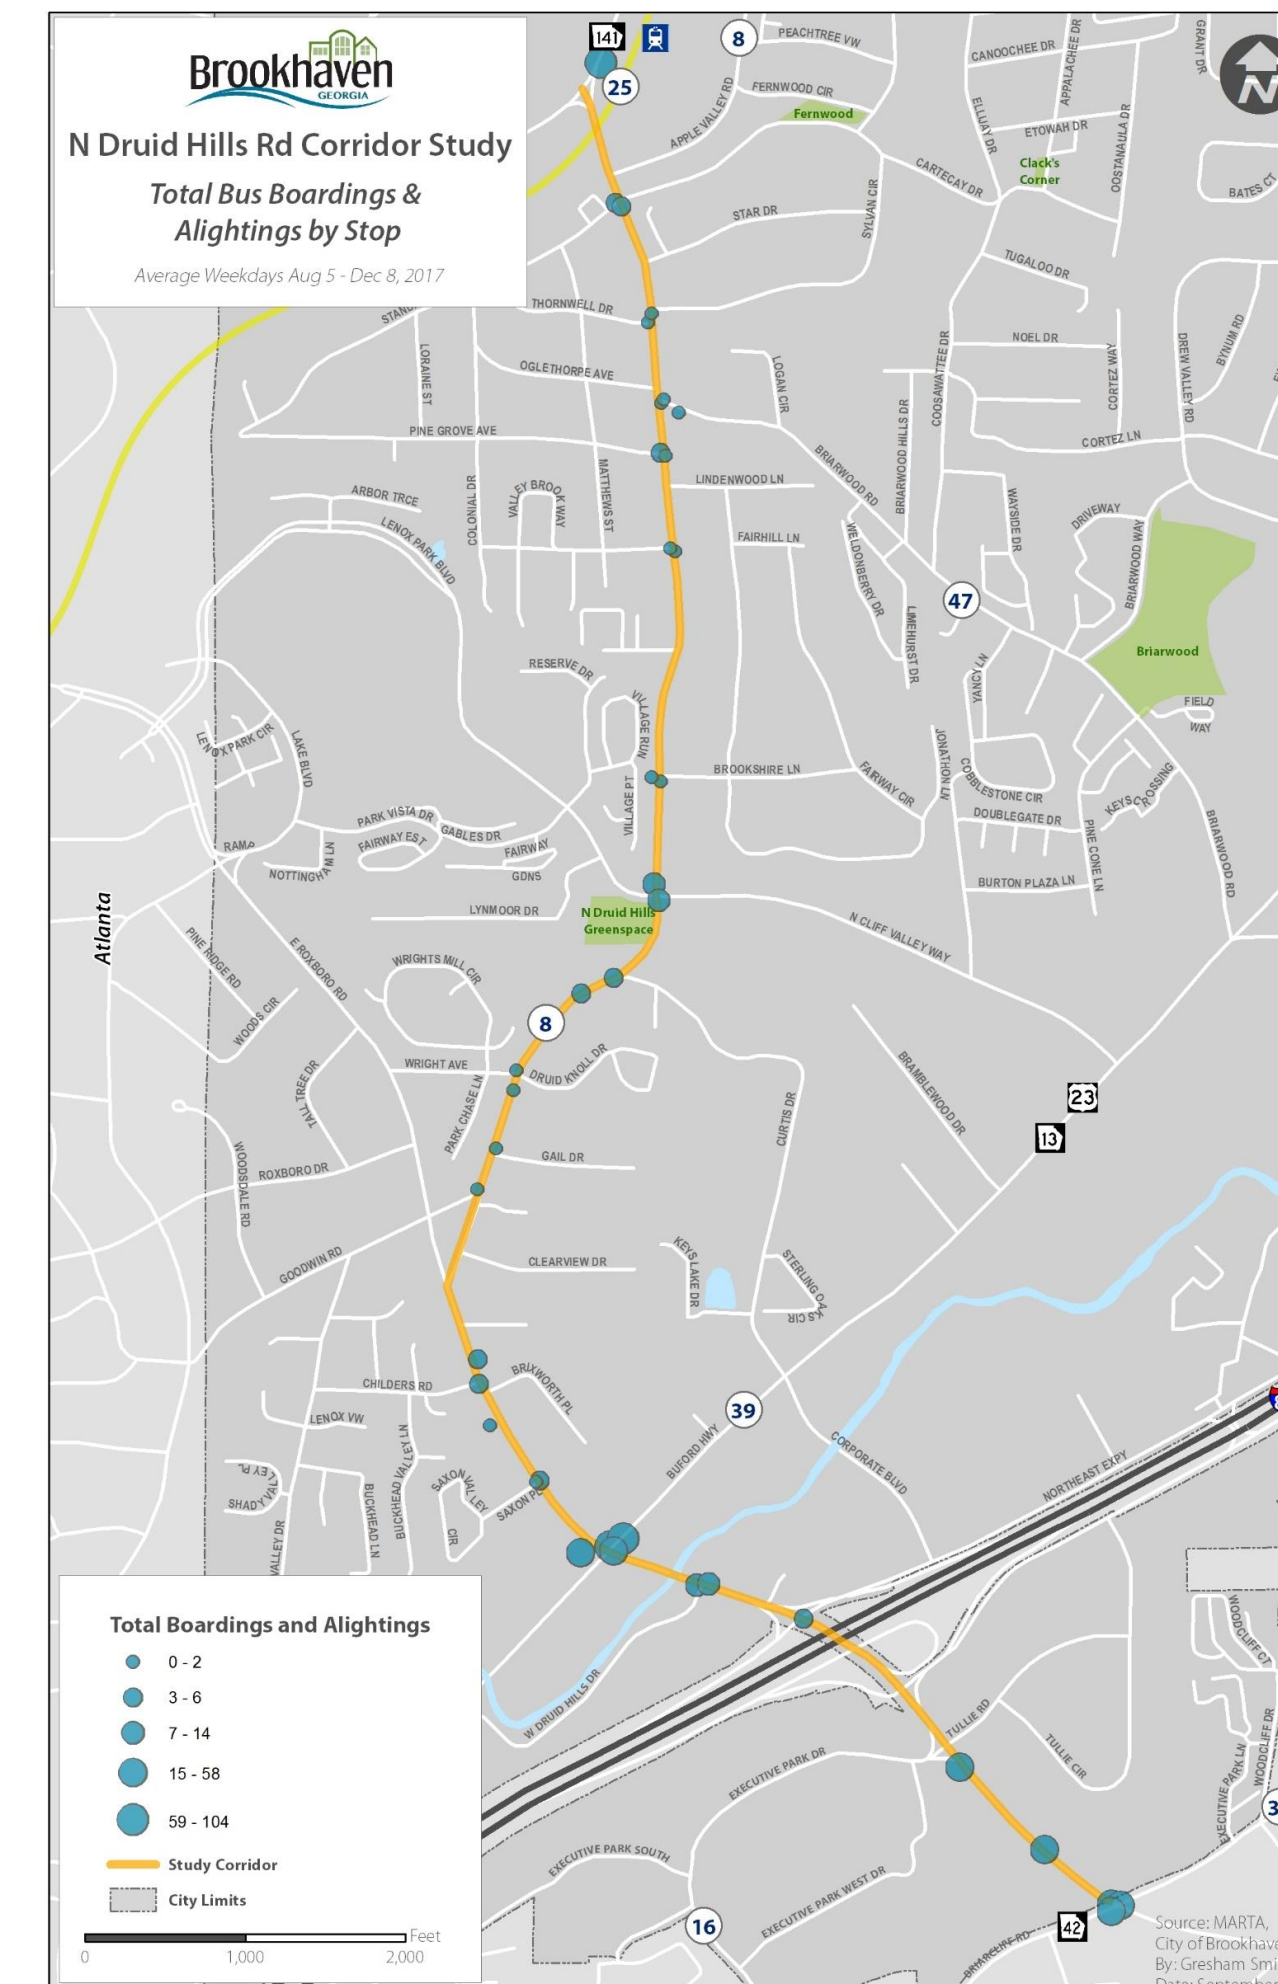 Brookhaven
GEORGIA
N Druid Hills Rd Corridor Study
Total Bus Boardings &
Alightings by Stop
Average Weekdays Aug 5 - Dec 8, 2017
141
8
25
N
PEACHTREE VW
FERNWOOD CIR
Fernwood
APPLE VALLEY RD
CANOOCHEE DR
APPALACHEE DR
GRANT DR
ELLIJAY DR
ETOWAH DR
OOSTANAULA DR
Clack's
Corner
CARTECAY DR
BATES CT
STAR DR
SYLVAN CIR
TUGALOO DR
THORNWELL DR
LORAINE ST
OGLETHORPE AVE
LOGAN CIR
NOEL DR
COOSAWATTEE DR
CORTEZ WAY
DREW VALLEY RD
BYNUM RD
PINE GROVE AVE
BRIARWOOD RD
BRIARWOOD HILLS DR
CORTEZ LN
MATTHEWS ST
LINDENWOOD LN
ARBOR TRCE
COLONIAL DR
VALLEY BROOK WAY
LENOX PARK BLVD
FAIRHILL LN
WELDONBERRY DR
WAYSIDE DR
DRIVEWAY
BRIARWOOD WAY
47
LIMEHURST DR
Briarwood
RESERVE DR
VILLAGE RUN
YANCY LN
FIELD
WAY
LENOX PARK CIR
LAKE BLVD
JONATHON LN
BROOKSHIRE LN
FAIRWAY CIR
COBBLESTONE CIR
KEYS CROSSING
VILLAGE PT
PARK VISTA DR
GABLES DR
FAIRWAY EST
FAIRWAY
GDNS
DOUBLEGATE DR
PINE CONE LN
BRIARWOOD RD
RAMP
NOTTINGHAM LN
BURTON PLAZA LN
LYNMOOR DR
N Druid Hills
Greenspace
N CLIFF VALLEY WAY
Atlanta
PINE RIDGE RD
E ROXBORO RD
WRIGHTS MILL CIR
WOODS CIR
8
WRIGHT AVE
DRUID KNOLL DR
TALL TREE DR
PARK CHASE LN
BRAMBLEWOOD DR
23
13
CURTIS DR
GAIL DR
WOODSDALE RD
ROXBORO DR
GOODWIN RD
CLEARVIEW DR
KEYS LAKE DR
STERLING OAKS CIR
CHILDERS RD
BRIXWORTH PL
LENOX VW
39
BUFORD HWY
CORPORATE BLVD
BUCKHEAD VALLEY LN
SAXON VALLEY
CIR
SAXON PL
SHADY VALLEY PL
BUCKHEAD LN
VALLEY DR
NORTHEAST EXPY
W DRUID HILLS DR
TULLIE RD
TULLIE CIR
WOODCLIFF CT
WOODCLIFF DR
EXECUTIVE PARK LN
EXECUTIVE PARK DR
EXECUTIVE PARK SOUTH
EXECUTIVE PARK WEST DR
16
42
BRIARCLIFF RD
3
Total Boardings and Alightings
0 - 2
3 - 6
7 - 14
15 - 58
59 - 104
Study Corridor
City Limits
Feet
0 1,000 2,000
Source: MARTA,
City of Brookhave
By: Gresham Smi